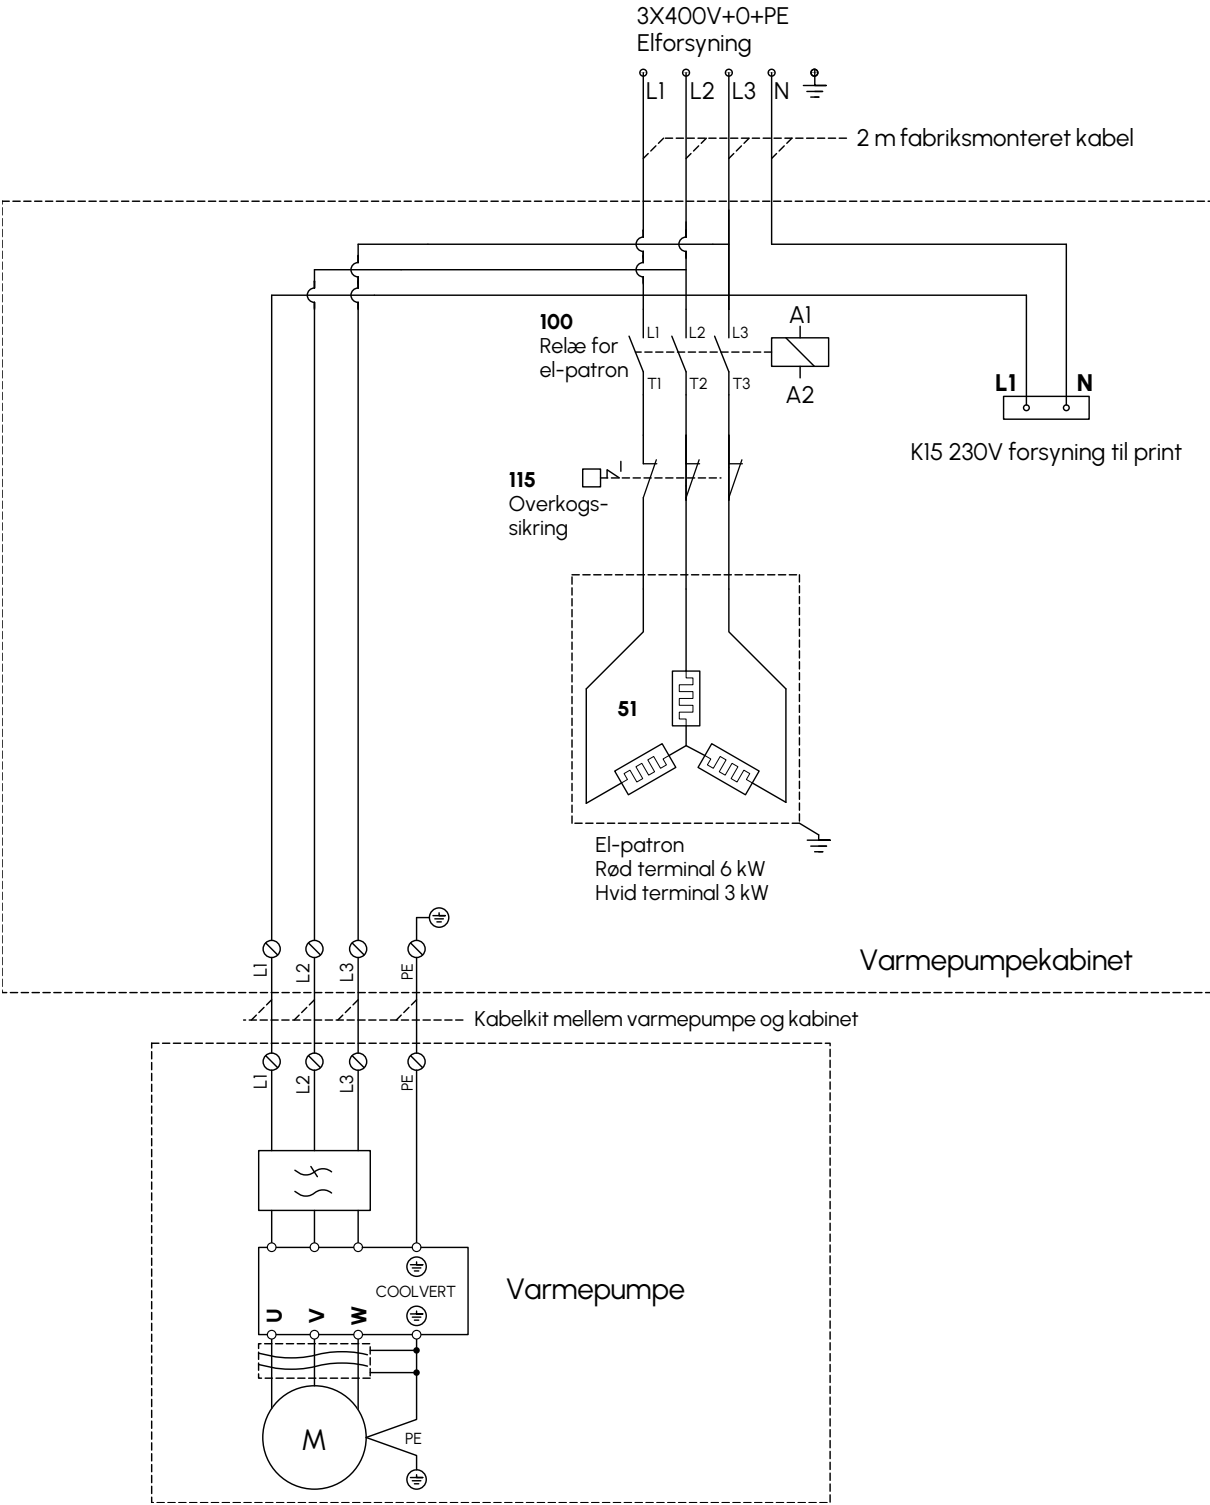 3X400V+0+PE
Elforsyning
L1 L2 L3 N
2 m fabriksmonteret kabel
100
Relæ for
el-patron
L1 L2 L3
T1 T2 T3
A1
A2
L1 N
K15 230V forsyning til print
115
Overkogs-
sikring
51
El-patron
Rød terminal 6 kW
Hvid terminal 3 kW
L1 L2 L3 PE
Varmepumpekabinet
Kabelkit mellem varmepumpe og kabinet
L1 L2 L3 PE
COOLVERT
U V W
Varmepumpe
M
PE